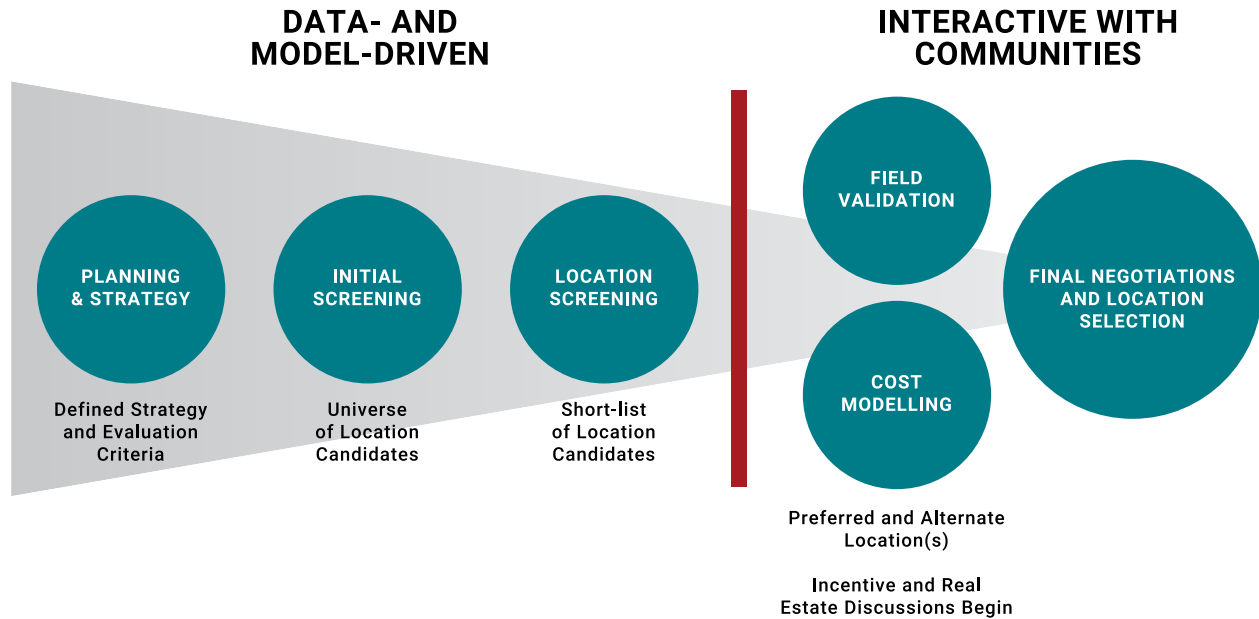 DATA- AND
MODEL-DRIVEN
INTERACTIVE WITH
COMMUNITIES
PLANNING
& STRATEGY
Defined Strategy
and Evaluation
Criteria
INITIAL
SCREENING
Universe
of Location
Candidates
LOCATION
SCREENING
Short-list
of Location
Candidates
FIELD
VALIDATION
COST
MODELLING
Preferred and Alternate
Location(s)
Incentive and Real
Estate Discussions Begin
FINAL NEGOTIATIONS
AND LOCATION
SELECTION